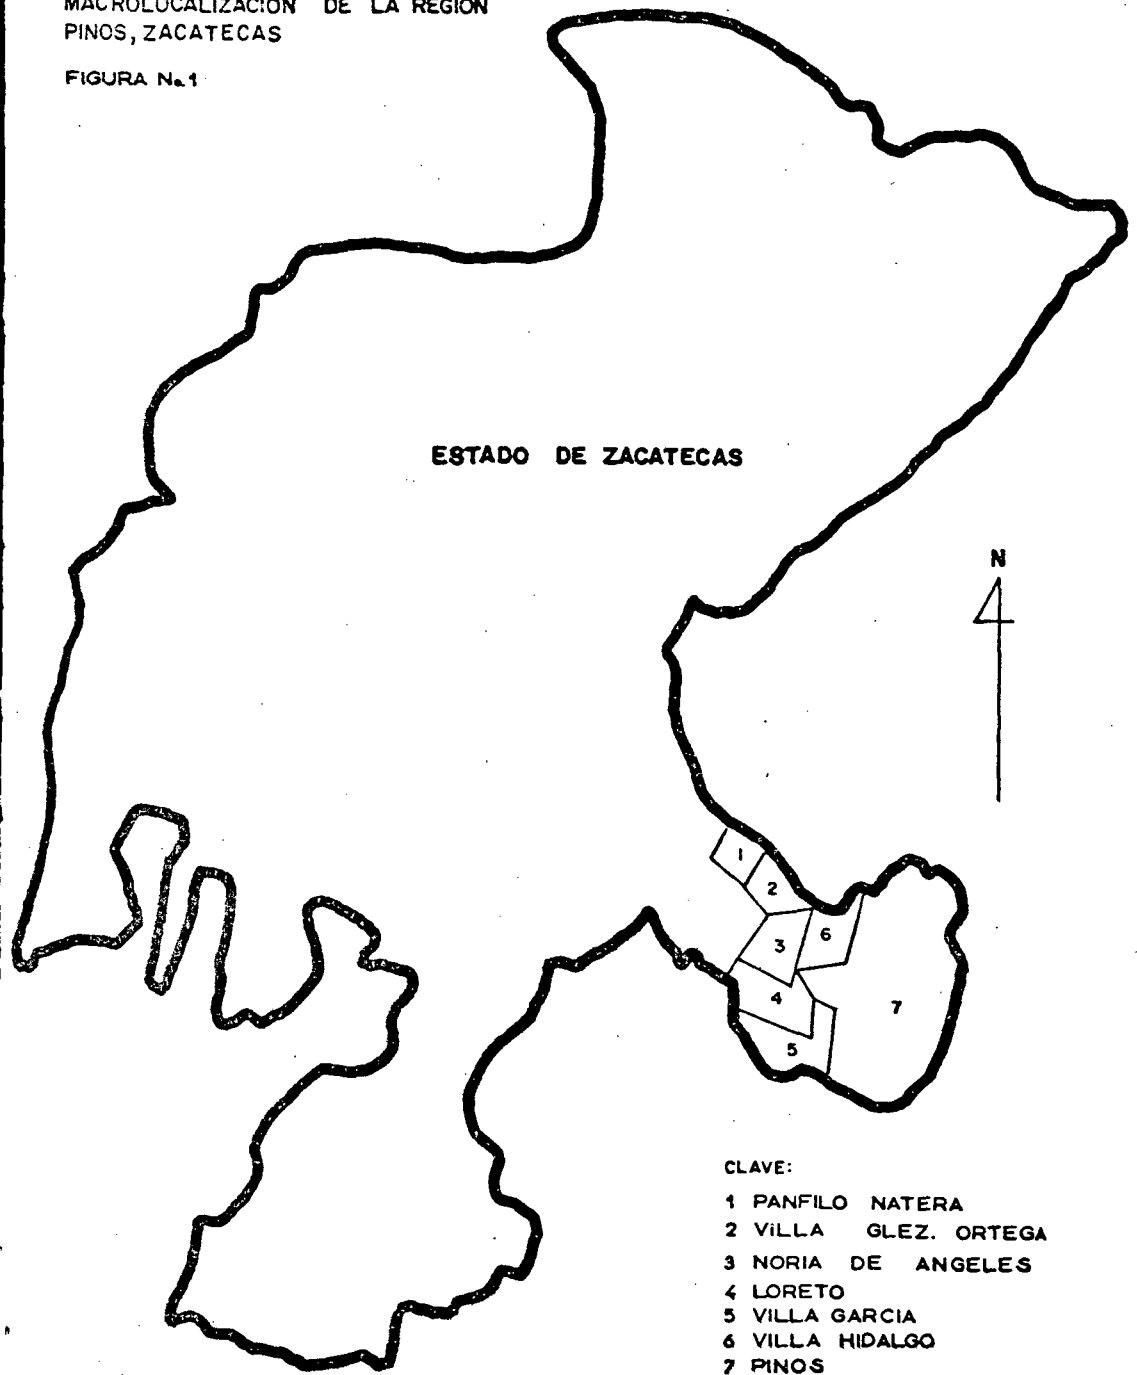 MACROLOCALIZACION DE LA REGION
PINOS, ZACATECAS
FIGURA No.1
ESTADO DE ZACATECAS
N
1
2
3
6
4
7
5
CLAVE:
1 PANFILO NATERA
2 VILLA GLEZ. ORTEGA
3 NORIA DE ANGELES
4 LORETO
5 VILLA GARCIA
6 VILLA HIDALGO
7 PINOS